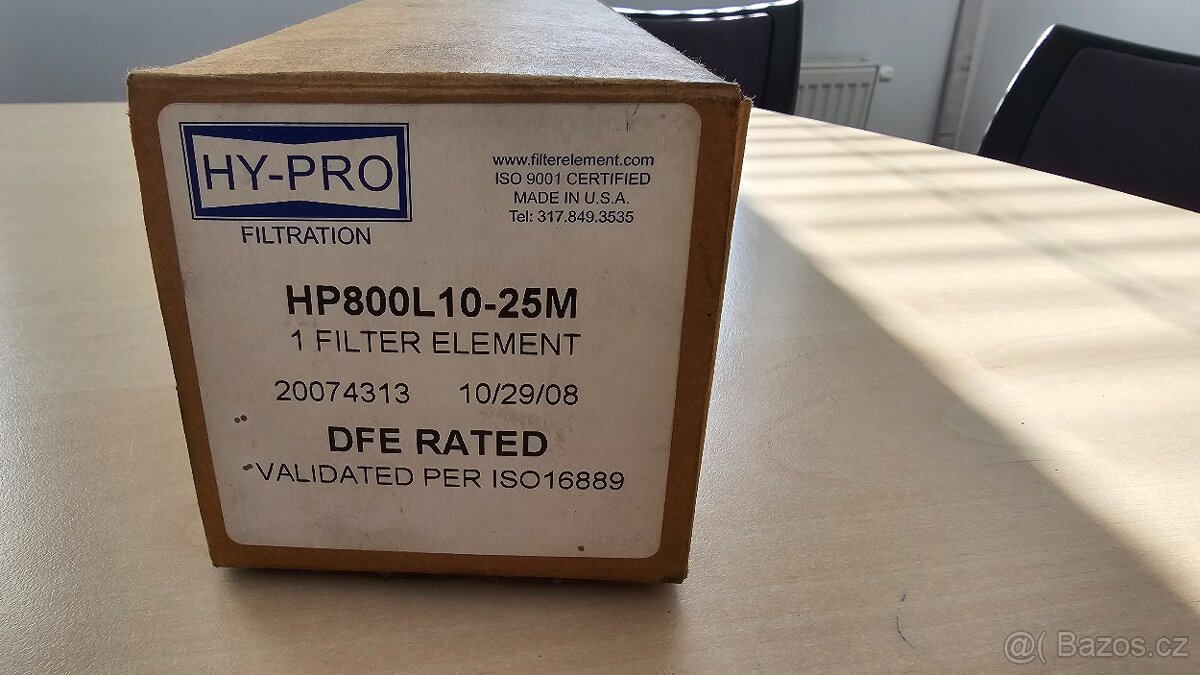 HY-PRO
FILTRATION
www.filterelement.com
ISO 9001 CERTIFIED
MADE IN U.S.A.
Tel: 317.849.3535
HP800L10-25M
1 FILTER ELEMENT
20074313 10/29/08
DFE RATED
VALIDATED PER ISO16889
@( Bazos.cz